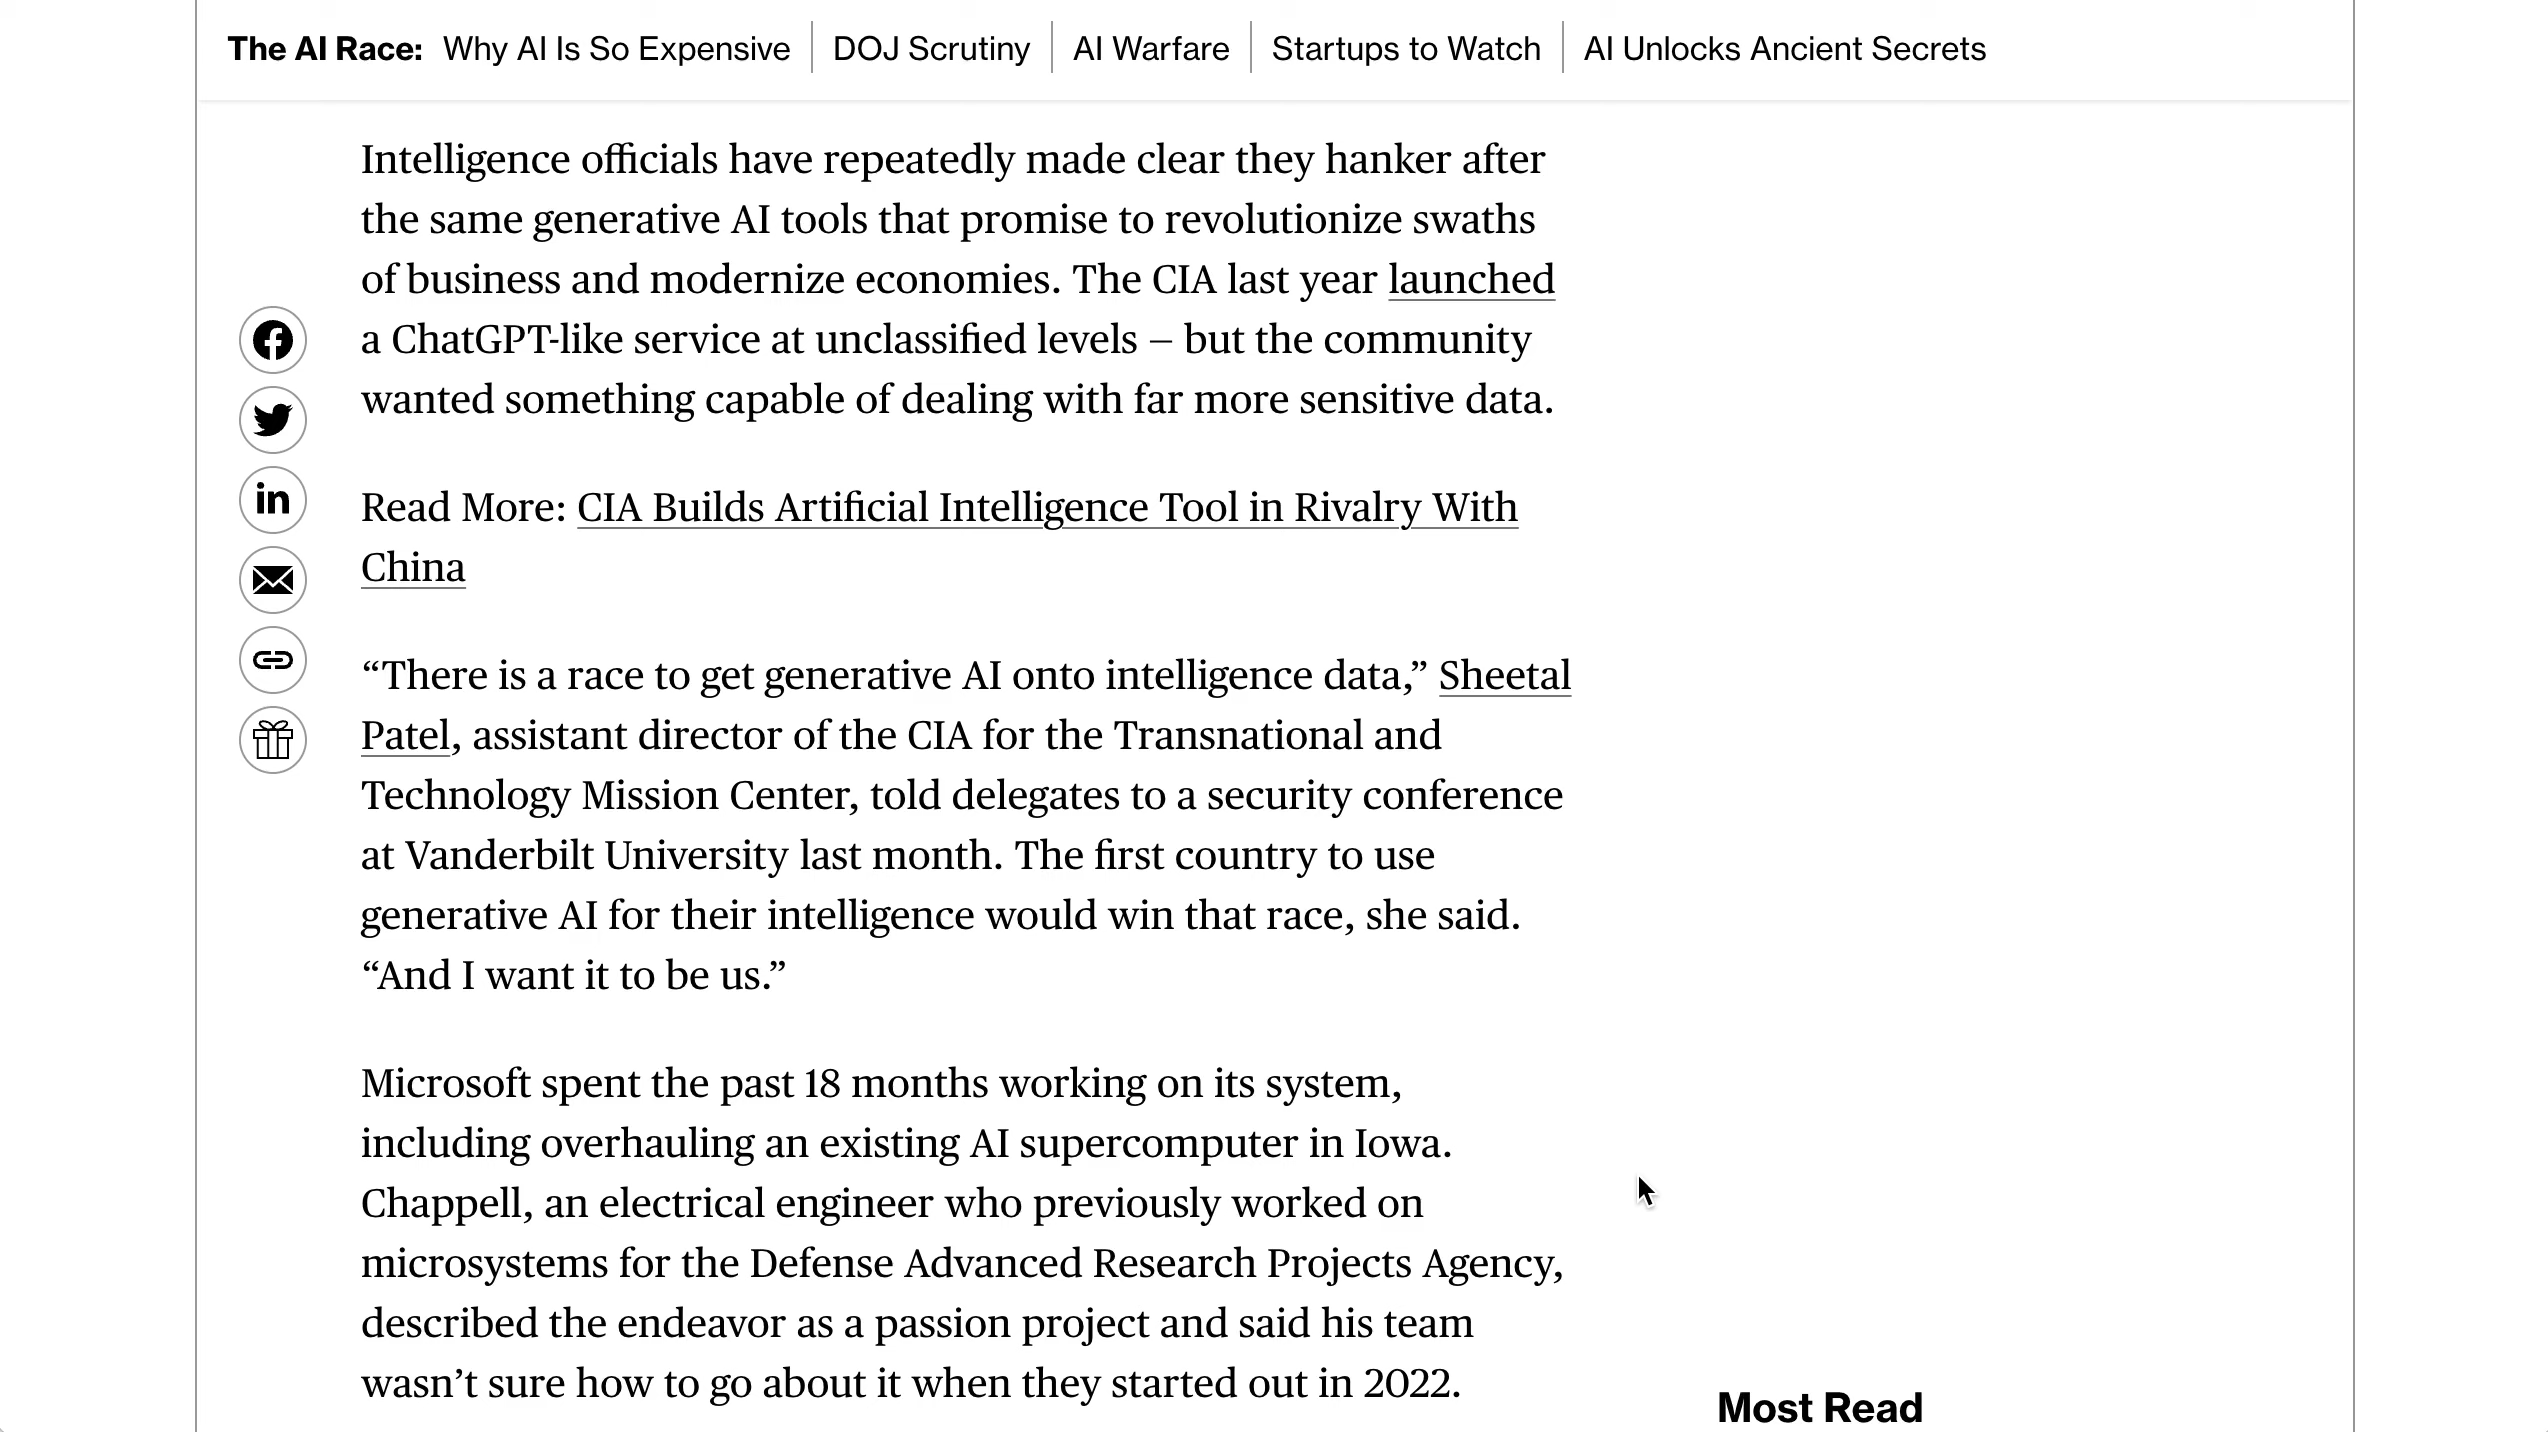 The AI Race: Why AI Is So Expensive DOJ Scrutiny AI Warfare Startups to Watch AI Unlocks Ancient Secrets
Intelligence officials have repeatedly made clear they hanker after
the same generative AI tools that promise to revolutionize swaths
of business and modernize economies. The CIA last year launched
a ChatGPT-like service at unclassified levels – but the community
wanted something capable of dealing with far more sensitive data.
Read More: CIA Builds Artificial Intelligence Tool in Rivalry With
China
“There is a race to get generative AI onto intelligence data,” Sheetal
Patel, assistant director of the CIA for the Transnational and
Technology Mission Center, told delegates to a security conference
at Vanderbilt University last month. The first country to use
generative AI for their intelligence would win that race, she said.
“And I want it to be us.”
Microsoft spent the past 18 months working on its system,
including overhauling an existing AI supercomputer in Iowa.
Chappell, an electrical engineer who previously worked on
microsystems for the Defense Advanced Research Projects Agency,
described the endeavor as a passion project and said his team
wasn’t sure how to go about it when they started out in 2022.
Most Read